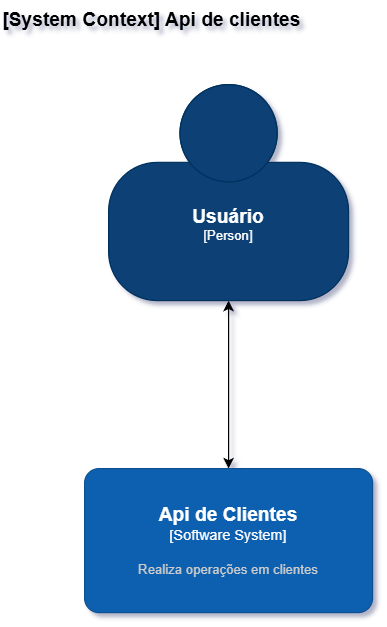 [System Context] Api de clientes
Usuário
[Person]
Api de Clientes
[Software System]
Realiza operações em clientes